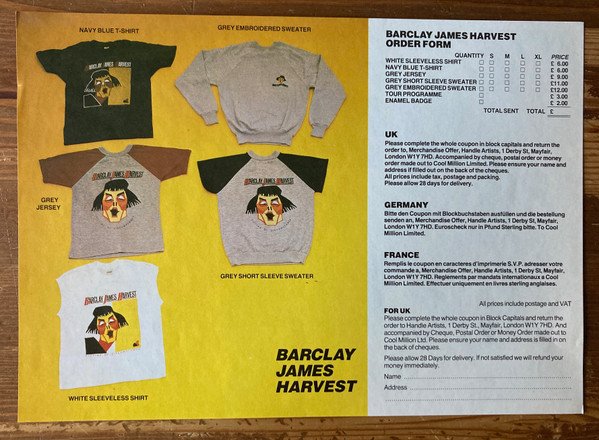 NAVY BLUE T-SHIRT
GREY EMBROIDERED SWEATER
BARCLAY JAMES HARVEST
BARCLAY JAMES HARVEST
GREY
JERSEY
BARCLAY JAMES HARVEST
GREY SHORT SLEEVE SWEATER
BARCLAY JAMES HARVEST
WHITE SLEEVELESS SHIRT
BARCLAY
JAMES
HARVEST
BARCLAY JAMES HARVEST
ORDER FORM
QUANTITY S M L XL PRICE
WHITE SLEEVELESS SHIRT £ 6.00
NAVY BLUE T-SHIRT £ 6.00
GREY JERSEY £ 9.00
GREY SHORT SLEEVE SWEATER £11.00
GREY EMBROIDERED SWEATER £12.00
TOUR PROGRAMME £ 3.00
ENAMEL BADGE £ 2.00
TOTAL SENT TOTAL £
UK
Please complete the whole coupon in block capitals and return the
order to, Merchandise Offer, Handle Artists, 1 Derby St, Mayfair,
London W1Y 7HD. Accompanied by cheque, postal order or money
order made out to Cool Million Limited. Please ensure your name and
address if filled out on the back of the cheques.
All prices include tax, postage and packing.
Please allow 28 days for delivery.
GERMANY
Bitte den Coupon mit Blockbuchstaben ausfüllen und die bestellung
senden an, Merchandise Offer, Handle Artists, 1 Derby St, Mayfair,
London W1Y 7HD. Euroscheck nur in Pfund Sterling bitte. To Cool
Million Limited.
FRANCE
Remplis le coupon en caracteres d'imprimerie S.V.P. adresser votre
commande a, Merchandise Offer, Handle Artists, 1 Derby St, Mayfair,
London W1Y 7HD. Reglements par mandats internationaux a Cool
Million Limited. Effectuer uniquement en livres sterling anglaises.
All prices include postage and VAT
FOR UK
Please complete the whole coupon in Block Capitals and return the
order to Handle Artists, 1 Derby St., Mayfair, London W1Y 7HD. And
accompanied by Cheque, Postal Order or Money Order made out to
Cool Million Ltd. Please ensure your name and address is filled in on
the back of cheques.
Please allow 28 Days for delivery. If not satisfied we will refund your
money immediately.
Name
Address